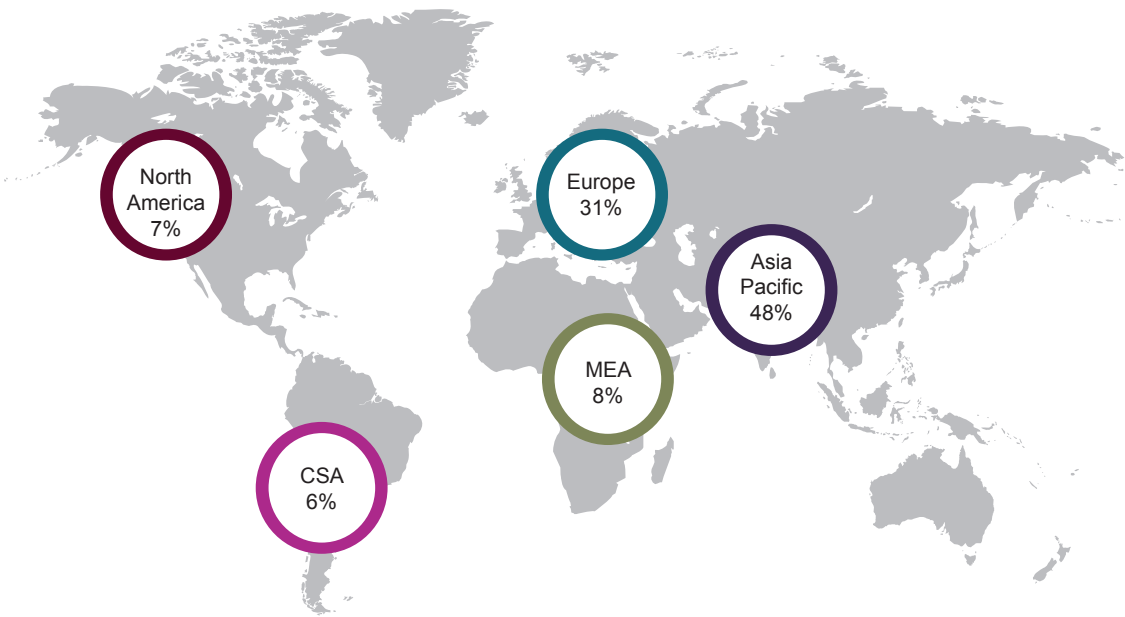 North
America
7%
Europe
31%
Asia
Pacific
48%
MEA
8%
CSA
6%